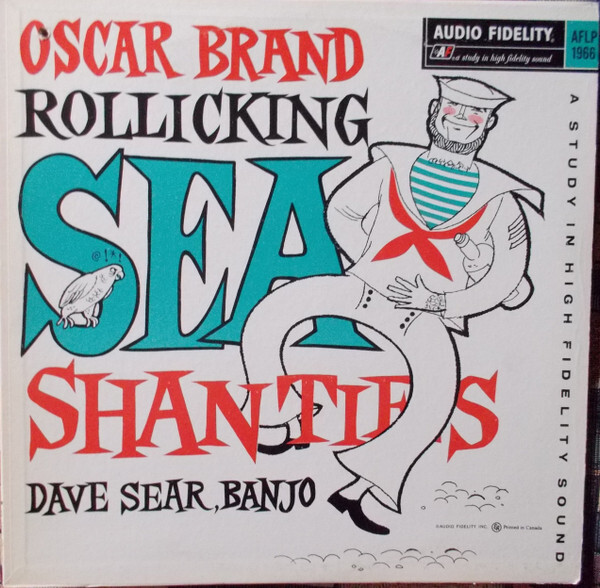 OSCAR BRAND
AUDIO FIDELITY®
AFLP
1966
a study in high fidelity sound
ROLLICKING
SEA
@!*!
SHANTIES
DAVE SEAR, BANJO
A STUDY IN HIGH FIDELITY SOUND
©AUDIO FIDELITY INC.
Printed in Canada